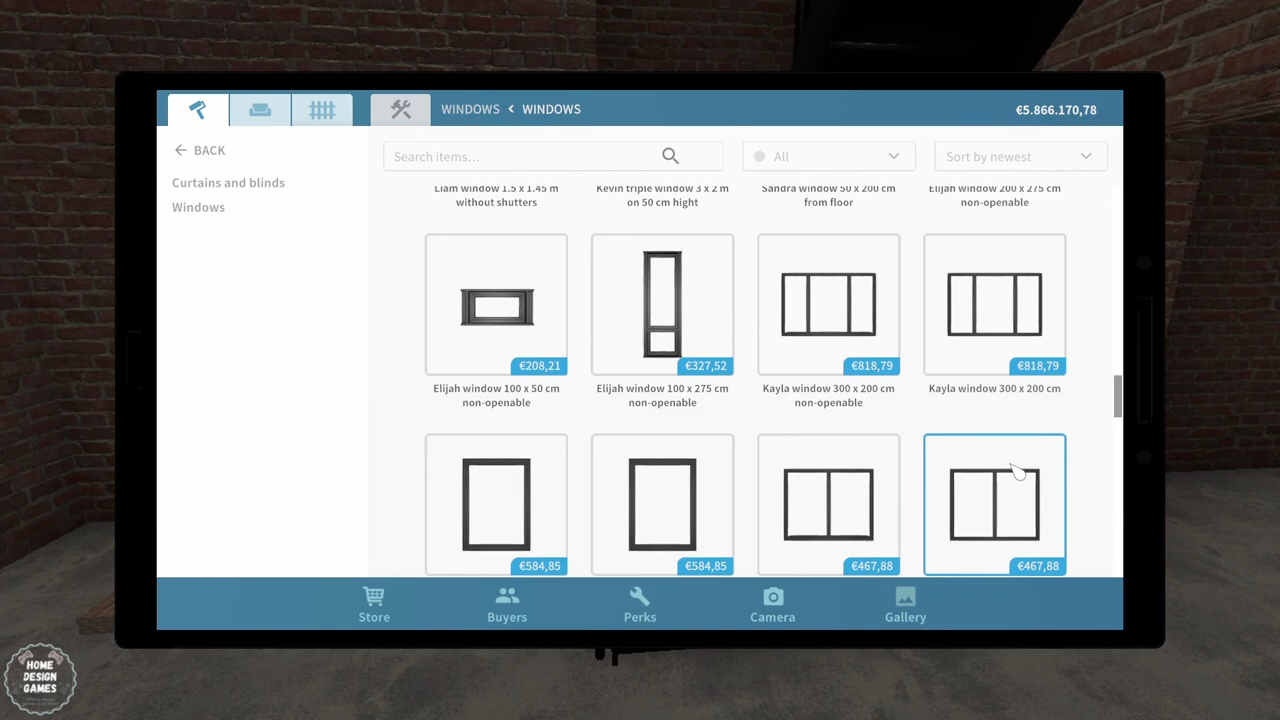 WINDOWS < WINDOWS
€5.866.170,78
BACK
Search items...
All
Sort by newest
Curtains and blinds
Windows
Liam window 1.5 x 1.45 m
without shutters
Kevin triple window 3 x 2 m
on 50 cm hight
Sandra window 50 x 200 cm
from floor
Elijah window 200 x 275 cm
non-openable
€208,21
€327,52
€818,79
€818,79
Elijah window 100 x 50 cm
non-openable
Elijah window 100 x 275 cm
non-openable
Kayla window 300 x 200 cm
non-openable
Kayla window 300 x 200 cm
€584,85
€584,85
€467,88
€467,88
Store
Buyers
Perks
Camera
Gallery
HOME
DESIGN
GAMES